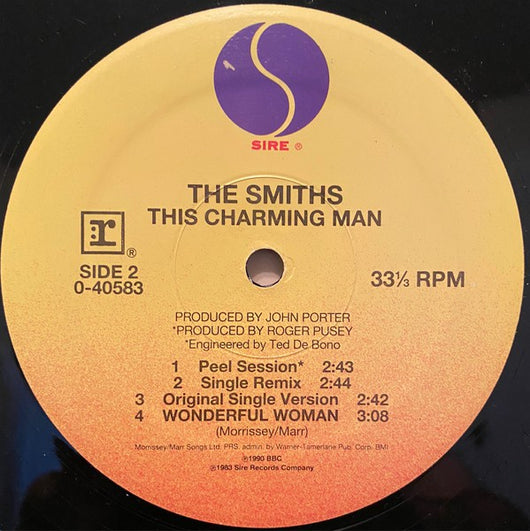 SIRE ®
THE SMITHS
THIS CHARMING MAN
r ®
SIDE 2
0-40583
33⅓ RPM
PRODUCED BY JOHN PORTER
*PRODUCED BY ROGER PUSEY
*Engineered by Ted De Bono
1 Peel Session* 2:43
2 Single Remix 2:44
3 Original Single Version 2:42
4 WONDERFUL WOMAN 3:08
(Morrissey/Marr)
Morrissey/Marr Songs Ltd. PRS. admin. by Warner-Tamerlane Pub. Corp. BMI
℗1990 BBC
℗1983 Sire Records Company